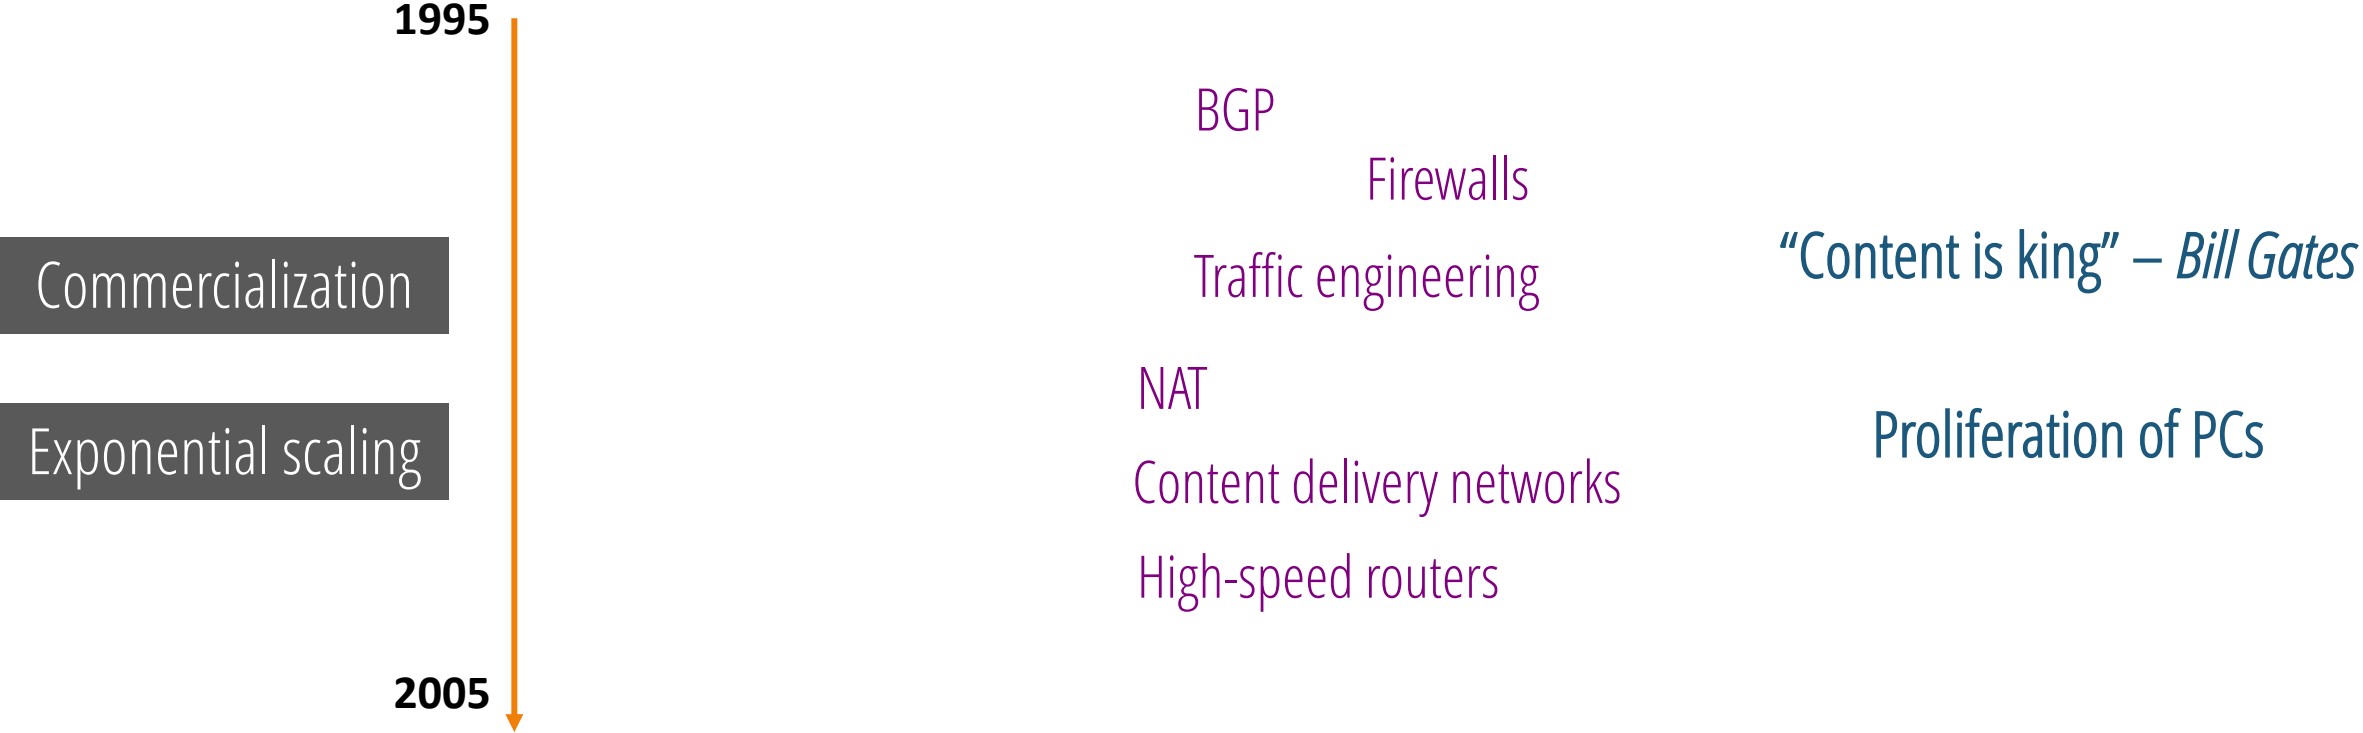 1995
BGP
Firewalls
Commercialization
Traffic engineering
“Content is king” – Bill Gates
NAT
Exponential scaling
Content delivery networks
Proliferation of PCs
High-speed routers
2005